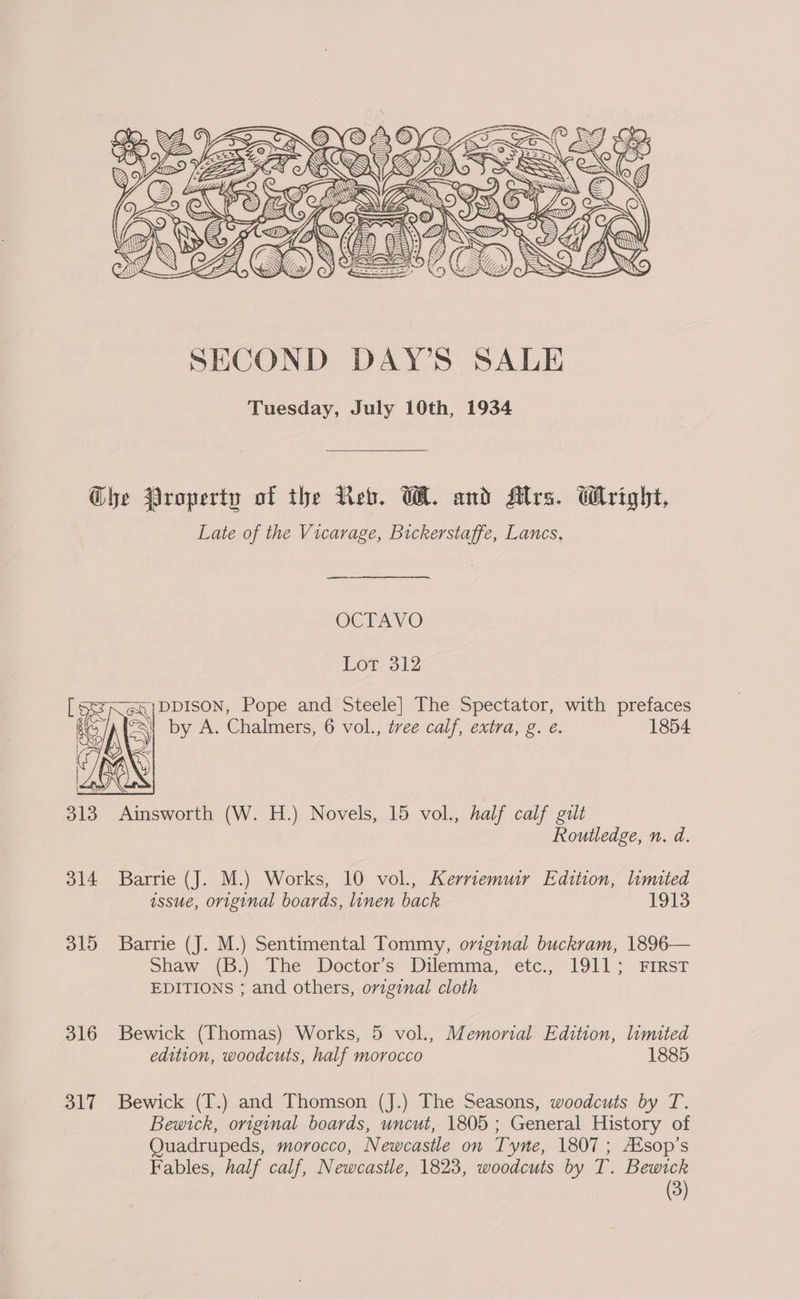 SECOND DAY'S SALE
Tuesday, July 10th, 1934
The Property of the Rev. W. and Mrs. Wright,
Late of the Vicarage, Bickerstaffe, Lancs.
OCTAVO
LOT 312
[ADDISON, Pope and Steele] The Spectator, with prefaces
by A. Chalmers, 6 vol., tree calf, extra, g. e. 1854
313 Ainsworth (W. H.) Novels, 15 vol., half calf gilt
Routledge, n. d.
314 Barrie (J. M.) Works, 10 vol., Kerriemuir Edition, limited
issue, original boards, linen back 1913
315 Barrie (J. M.) Sentimental Tommy, original buckram, 1896—
Shaw (B.) The Doctor's Dilemma, etc., 1911; FIRST
EDITIONS ; and others, original cloth
316 Bewick (Thomas) Works, 5 vol., Memorial Edition, limited
edition, woodcuts, half morocco 1885
317 Bewick (T.) and Thomson (J.) The Seasons, woodcuts by T.
Bewick, original boards, uncut, 1805 ; General History of
Quadrupeds, morocco, Newcastle on Tyne, 1807 ; Æsop's
Fables, half calf, Newcastle, 1823, woodcuts by T. Bewick
(3)